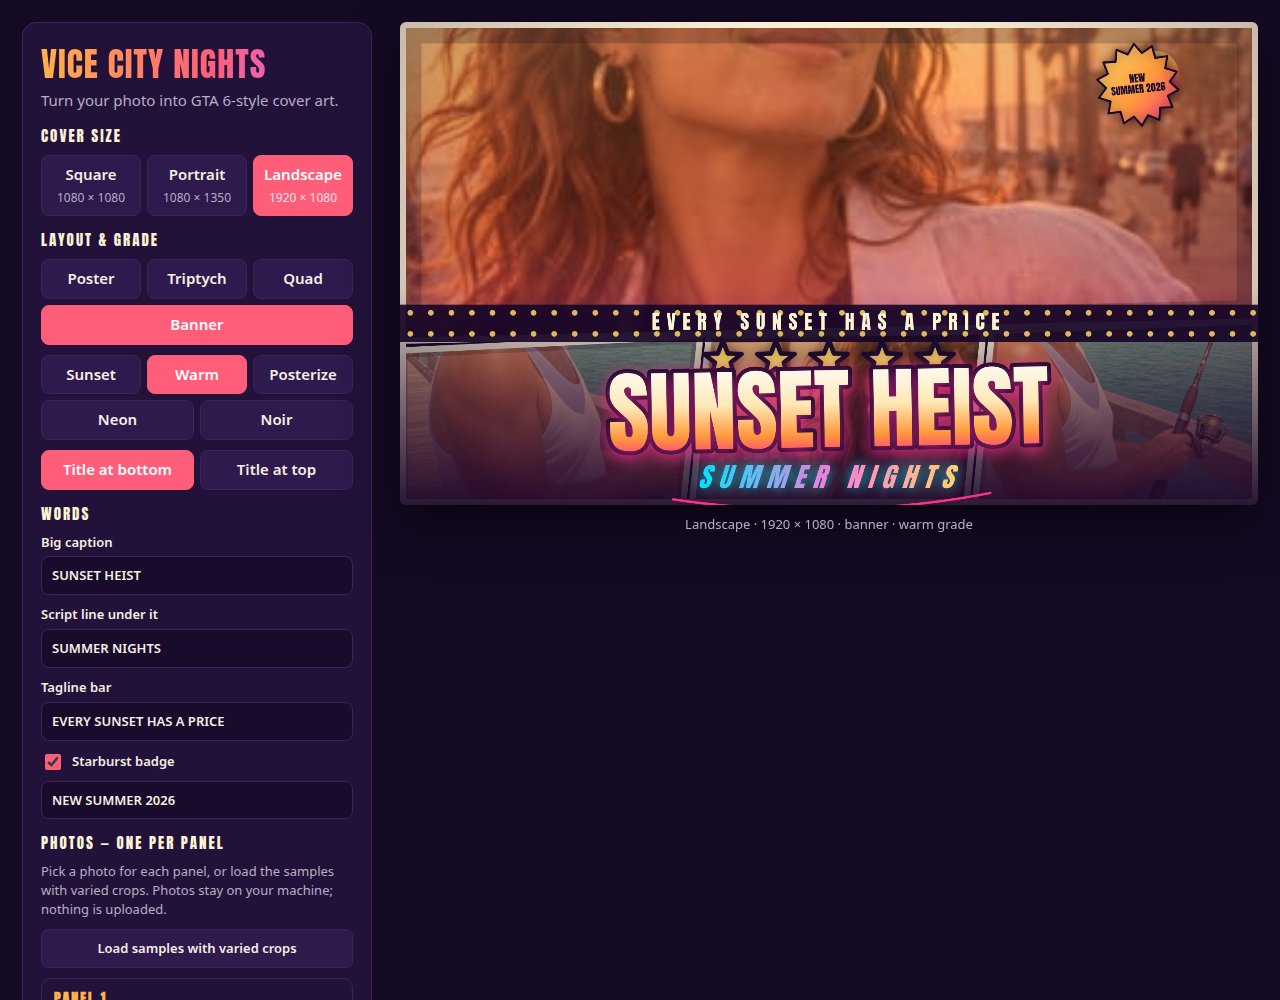 VICE CITY NIGHTS
Turn your photo into GTA 6-style cover art.
COVER SIZE
Square
1080 × 1080
Portrait
1080 × 1350
Landscape
1920 × 1080
LAYOUT & GRADE
Poster
Triptych
Quad
Banner
Sunset
Warm
Posterize
Neon
Noir
Title at bottom
Title at top
WORDS
Big caption
SUNSET HEIST
Script line under it
SUMMER NIGHTS
Tagline bar
EVERY SUNSET HAS A PRICE
Starburst badge
NEW SUMMER 2026
PHOTOS — ONE PER PANEL
Pick a photo for each panel, or load the samples
with varied crops. Photos stay on your machine;
nothing is uploaded.
Load samples with varied crops
PANEL 1
NEW
SUMMER 2026
EVERY SUNSET HAS A PRICE
SUNSET HEIST
SUMMER NIGHTS
Landscape · 1920 × 1080 · banner · warm grade